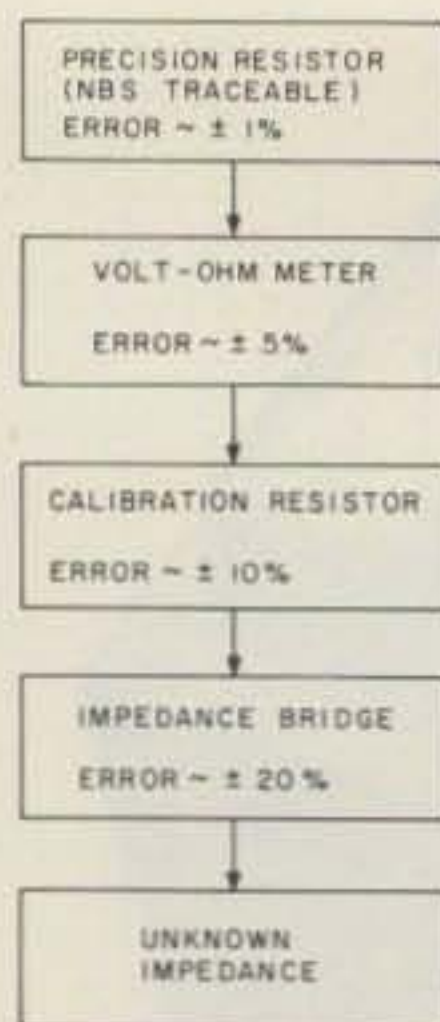 PRECISION RESISTOR
(NBS TRACEABLE)
ERROR ~ ± 1%
VOLT-OHM METER
ERROR ~ ± 5%
CALIBRATION RESISTOR
ERROR ~ ± 10%
IMPEDANCE BRIDGE
ERROR ~ ± 20%
UNKNOWN
IMPEDANCE